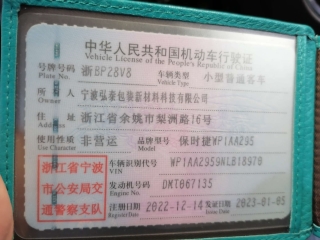 中华人民共和国机动车行驶证
Vehicle License of the People's Republic of China
号牌号码 浙BP28V8 车辆类型 小型普通客车
Plate No. Vehicle Type
所有人 宁波弘泰包装新材料科技有限公司
Owner
住址 浙江省余姚市梨洲路16号
Address
使用性质 非营运 品牌型号 保时捷WP1AA295
Use Character Model
浙江省宁波 车辆识别代号 WP1AA2959NLB18970
VIN
市公安局交 发动机号码 DMT067135
Engine No.
通警察支队 注册日期 2022-12-14 发证日期 2023-01-05
Register Date Issue Date